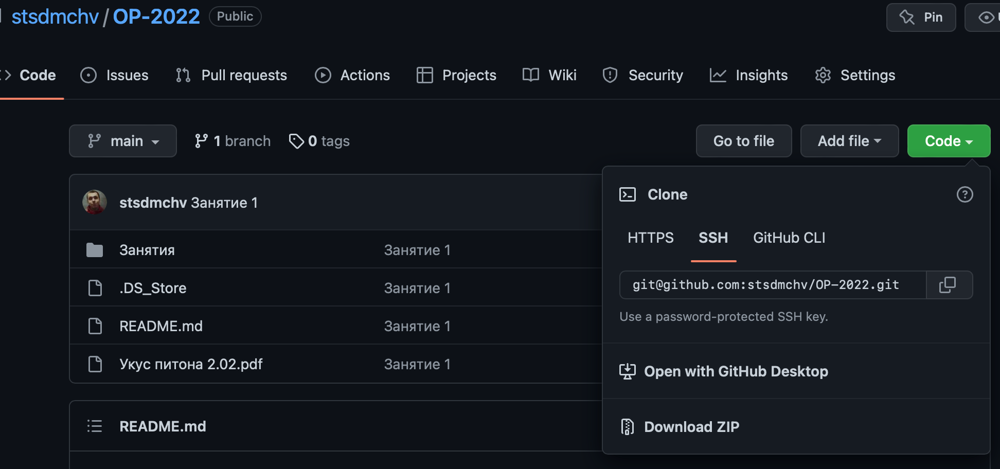 stsdmchv / OP-2022 Public Pin
Code Issues Pull requests Actions Projects Wiki Security Insights Settings
main 1 branch 0 tags Go to file Add file Code
stsdmchv Занятие 1
Занятия Занятие 1
.DS_Store Занятие 1
README.md Занятие 1
Укус питона 2.02.pdf Занятие 1
README.md
Clone
HTTPS SSH GitHub CLI
git@github.com:stsdmchv/OP-2022.git
Use a password-protected SSH key.
Open with GitHub Desktop
Download ZIP